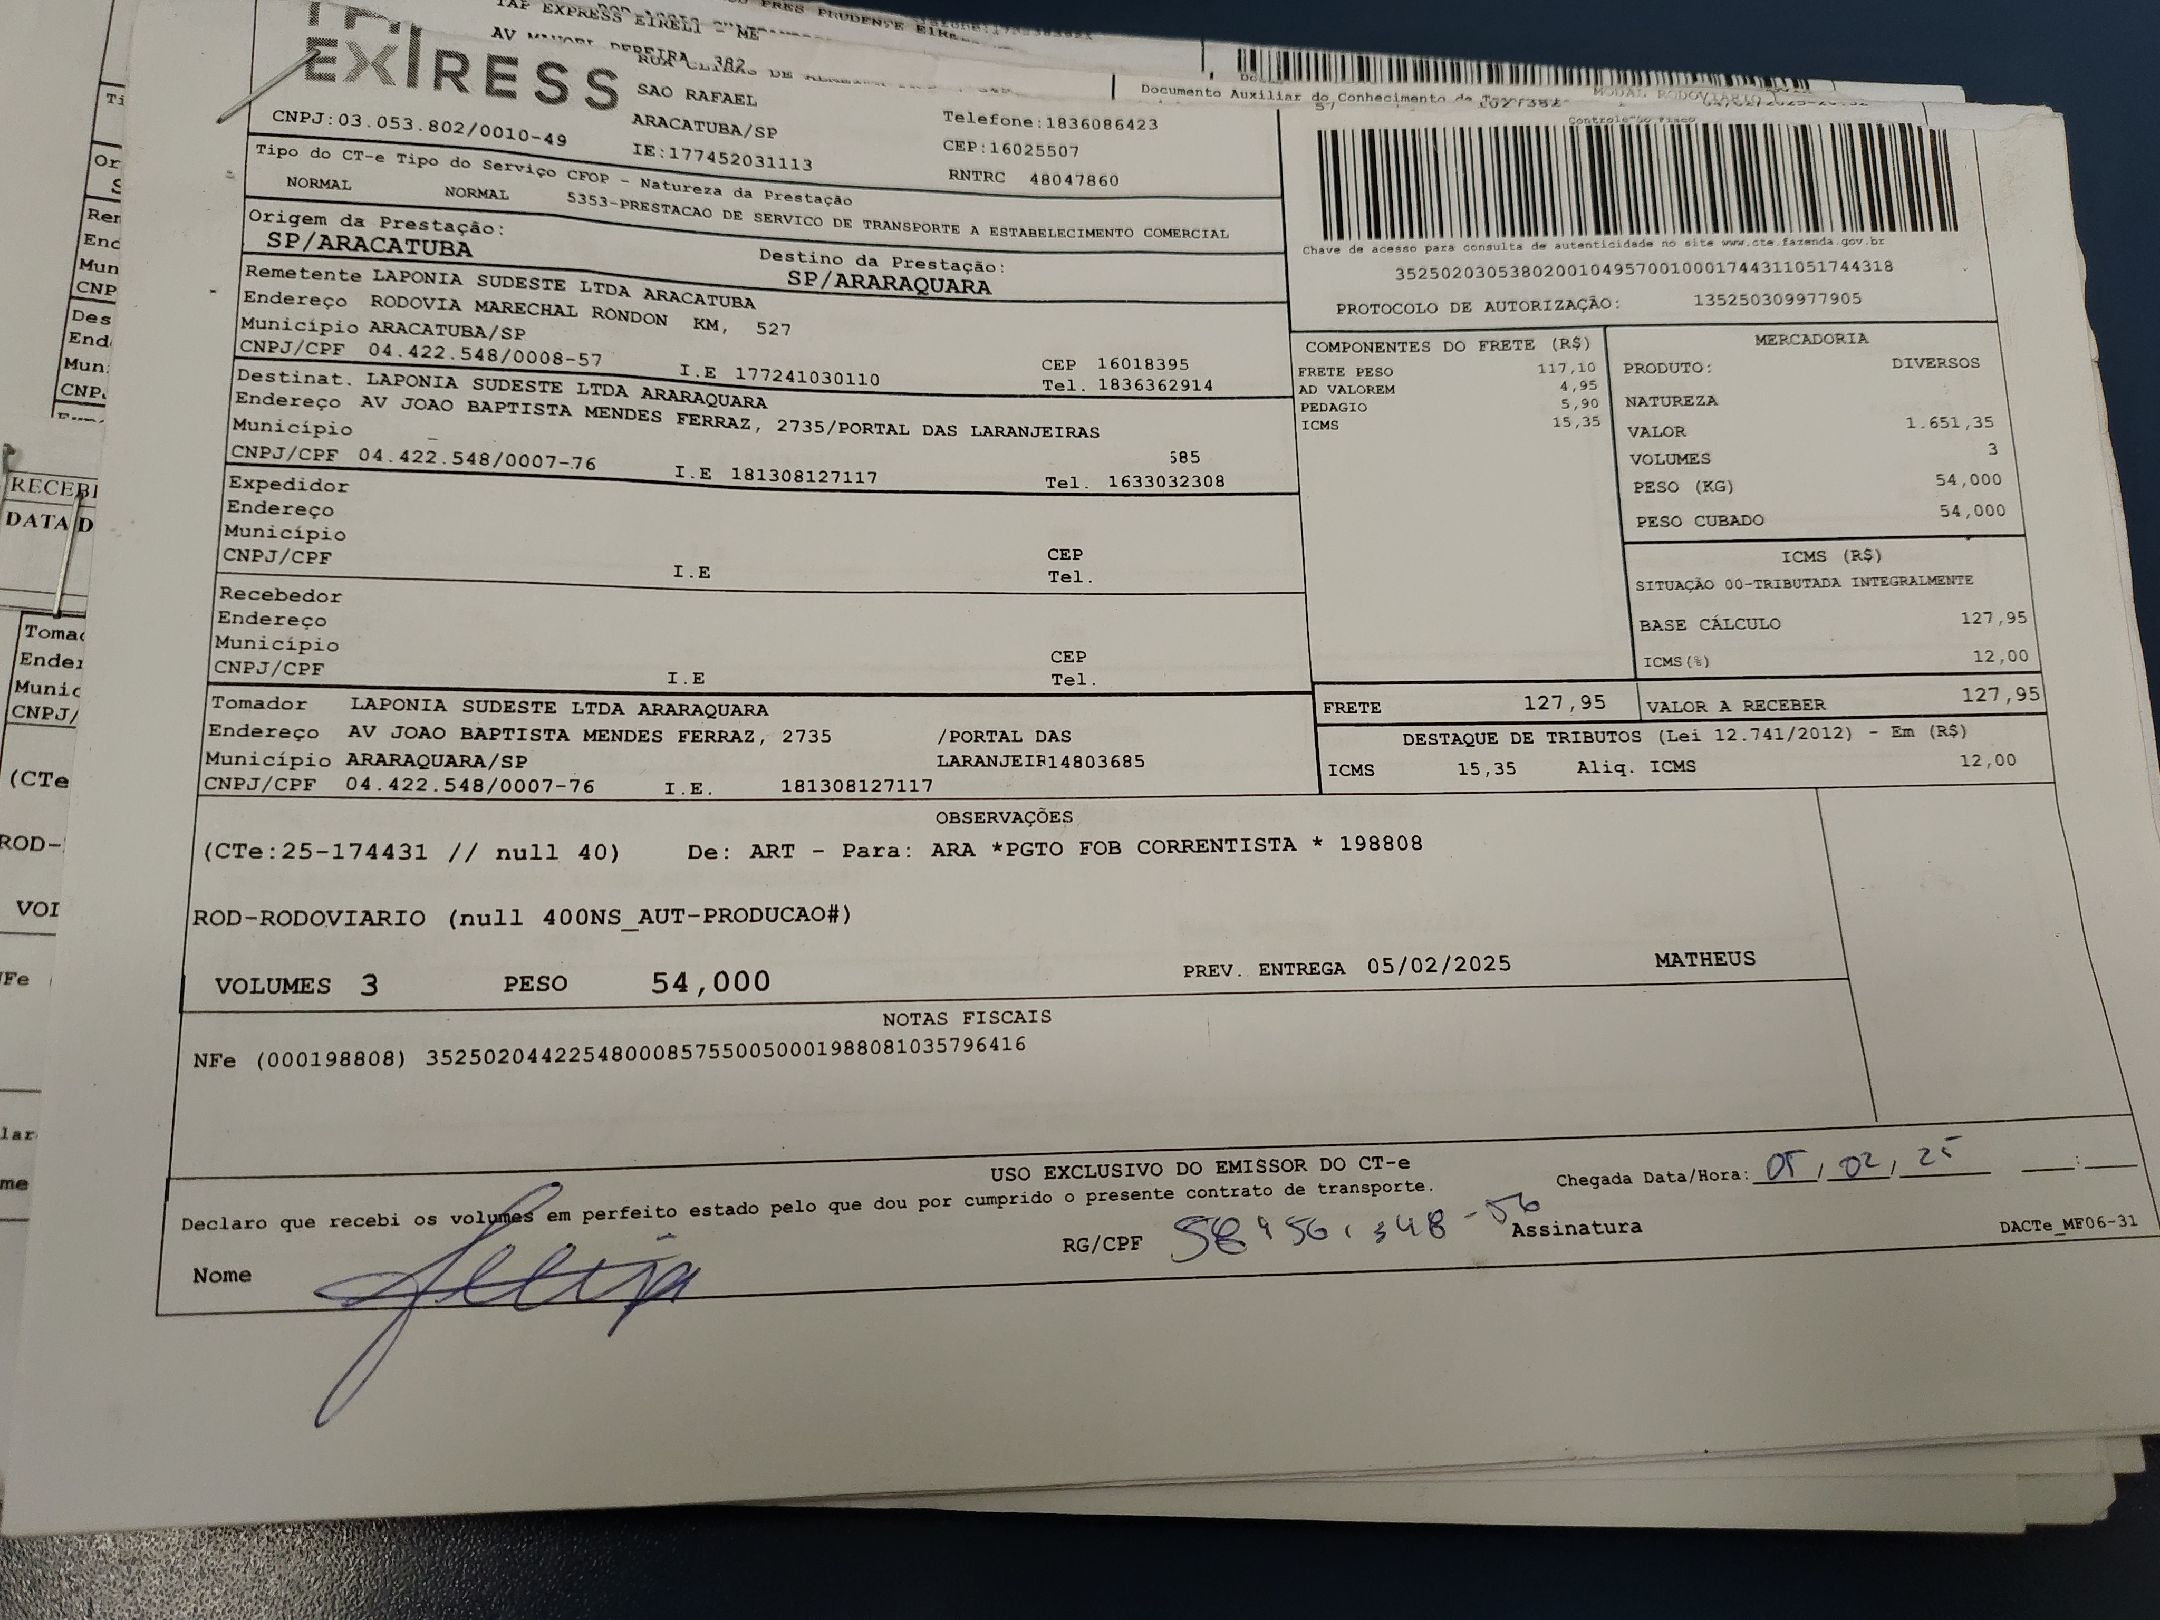 TAP EXPRESS EIRELI - ME
EXPRESS
SAO RAFAEL
CNPJ:03.053.802/0010-49
ARACATUBA/SP
Telefone:1836086423
IE:177452031113
CEP:16025507
RNTRC 48047860
Documento Auxiliar do Conhecimento de
Tipo do CT-e Tipo do Serviço CFOP - Natureza da Prestação
NORMAL NORMAL 5353-PRESTACAO DE SERVICO DE TRANSPORTE A ESTABELECIMENTO COMERCIAL
Origem da Prestação:
SP/ARACATUBA
Destino da Prestação:
SP/ARARAQUARA
Controle do Fisco
Chave de acesso para consulta de autenticidade no site www.cte.fazenda.gov.br
35250203053802001049570010001744311051744318
PROTOCOLO DE AUTORIZAÇÃO: 135250309977905
Remetente LAPONIA SUDESTE LTDA ARACATUBA
Endereço RODOVIA MARECHAL RONDON KM, 527
Município ARACATUBA/SP
CEP 16018395
CNPJ/CPF 04.422.548/0008-57 I.E 177241030110 Tel. 1836362914
Destinat. LAPONIA SUDESTE LTDA ARARAQUARA
Endereço AV JOAO BAPTISTA MENDES FERRAZ, 2735/PORTAL DAS LARANJEIRAS
Município
685
CNPJ/CPF 04.422.548/0007-76 I.E 181308127117 Tel. 1633032308
Expedidor
Endereço
Município
CEP
CNPJ/CPF I.E Tel.
Recebedor
Endereço
Município
CEP
CNPJ/CPF I.E Tel.
Tomador LAPONIA SUDESTE LTDA ARARAQUARA
Endereço AV JOAO BAPTISTA MENDES FERRAZ, 2735 /PORTAL DAS
Município ARARAQUARA/SP LARANJEIR14803685
CNPJ/CPF 04.422.548/0007-76 I.E. 181308127117
COMPONENTES DO FRETE (R$)
FRETE PESO 117,10
AD VALOREM 4,95
PEDAGIO 5,90
ICMS 15,35
MERCADORIA
PRODUTO: DIVERSOS
NATUREZA
VALOR 1.651,35
VOLUMES 3
PESO (KG) 54,000
PESO CUBADO 54,000
ICMS (R$)
SITUAÇÃO 00-TRIBUTADA INTEGRALMENTE
BASE CÁLCULO 127,95
ICMS(%) 12,00
FRETE 127,95 VALOR A RECEBER 127,95
DESTAQUE DE TRIBUTOS (Lei 12.741/2012) - Em (R$)
ICMS 15,35 Aliq. ICMS 12,00
OBSERVAÇÕES
(CTe:25-174431 // null 40) De: ART - Para: ARA *PGTO FOB CORRENTISTA * 198808
ROD-RODOVIARIO (null 400NS_AUT-PRODUCAO#)
VOLUMES 3 PESO 54,000 PREV. ENTREGA 05/02/2025 MATHEUS
NOTAS FISCAIS
NFe (000198808) 35250204422548000857550050001988081035796416
USO EXCLUSIVO DO EMISSOR DO CT-e
Chegada Data/Hora: 05/02/25
Declaro que recebi os volumes em perfeito estado pelo que dou por cumprido o presente contrato de transporte.
RG/CPF
Assinatura
DACTe_MF06-31
Nome
RECEBI
DATA D